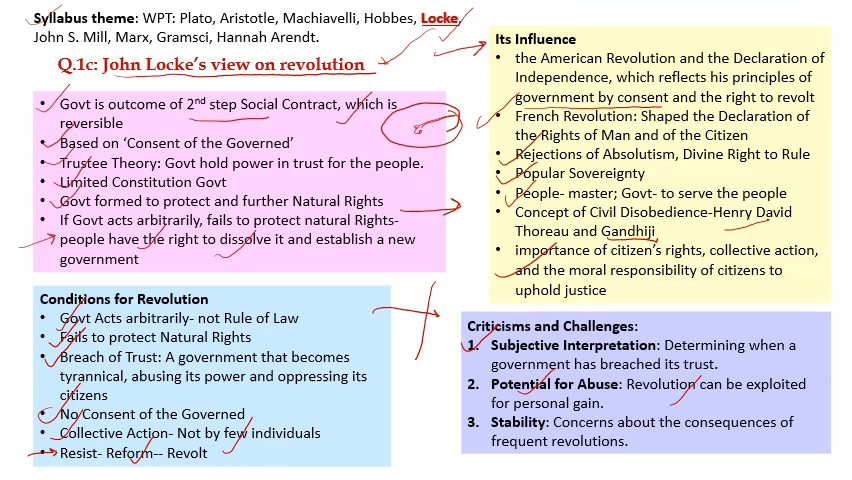 Syllabus theme: WPT: Plato, Aristotle, Machiavelli, Hobbes, Locke,
John S. Mill, Marx, Gramsci, Hannah Arendt.
Q.1c: John Locke's view on revolution
• Govt is outcome of 2nd step Social Contract, which is
reversible
• Based on 'Consent of the Governed'
• Trustee Theory: Govt hold power in trust for the people.
• Limited Constitution Govt
• Govt formed to protect and further Natural Rights
• If Govt acts arbitrarily, fails to protect natural Rights-
people have the right to dissolve it and establish a new
government
Conditions for Revolution
• Govt Acts arbitrarily- not Rule of Law
• Fails to protect Natural Rights
• Breach of Trust: A government that becomes
tyrannical, abusing its power and oppressing its
citizens
• No Consent of the Governed
• Collective Action- Not by few individuals
• Resist- Reform-- Revolt
Its Influence
• the American Revolution and the Declaration of
Independence, which reflects his principles of
government by consent and the right to revolt
• French Revolution: Shaped the Declaration of
the Rights of Man and of the Citizen
• Rejections of Absolutism, Divine Right to Rule
• Popular Sovereignty
• People- master; Govt- to serve the people
• Concept of Civil Disobedience-Henry David
Thoreau and Gandhiji
• importance of citizen's rights, collective action,
and the moral responsibility of citizens to
uphold justice
Criticisms and Challenges:
1. Subjective Interpretation: Determining when a
government has breached its trust.
2. Potential for Abuse: Revolution can be exploited
for personal gain.
3. Stability: Concerns about the consequences of
frequent revolutions.